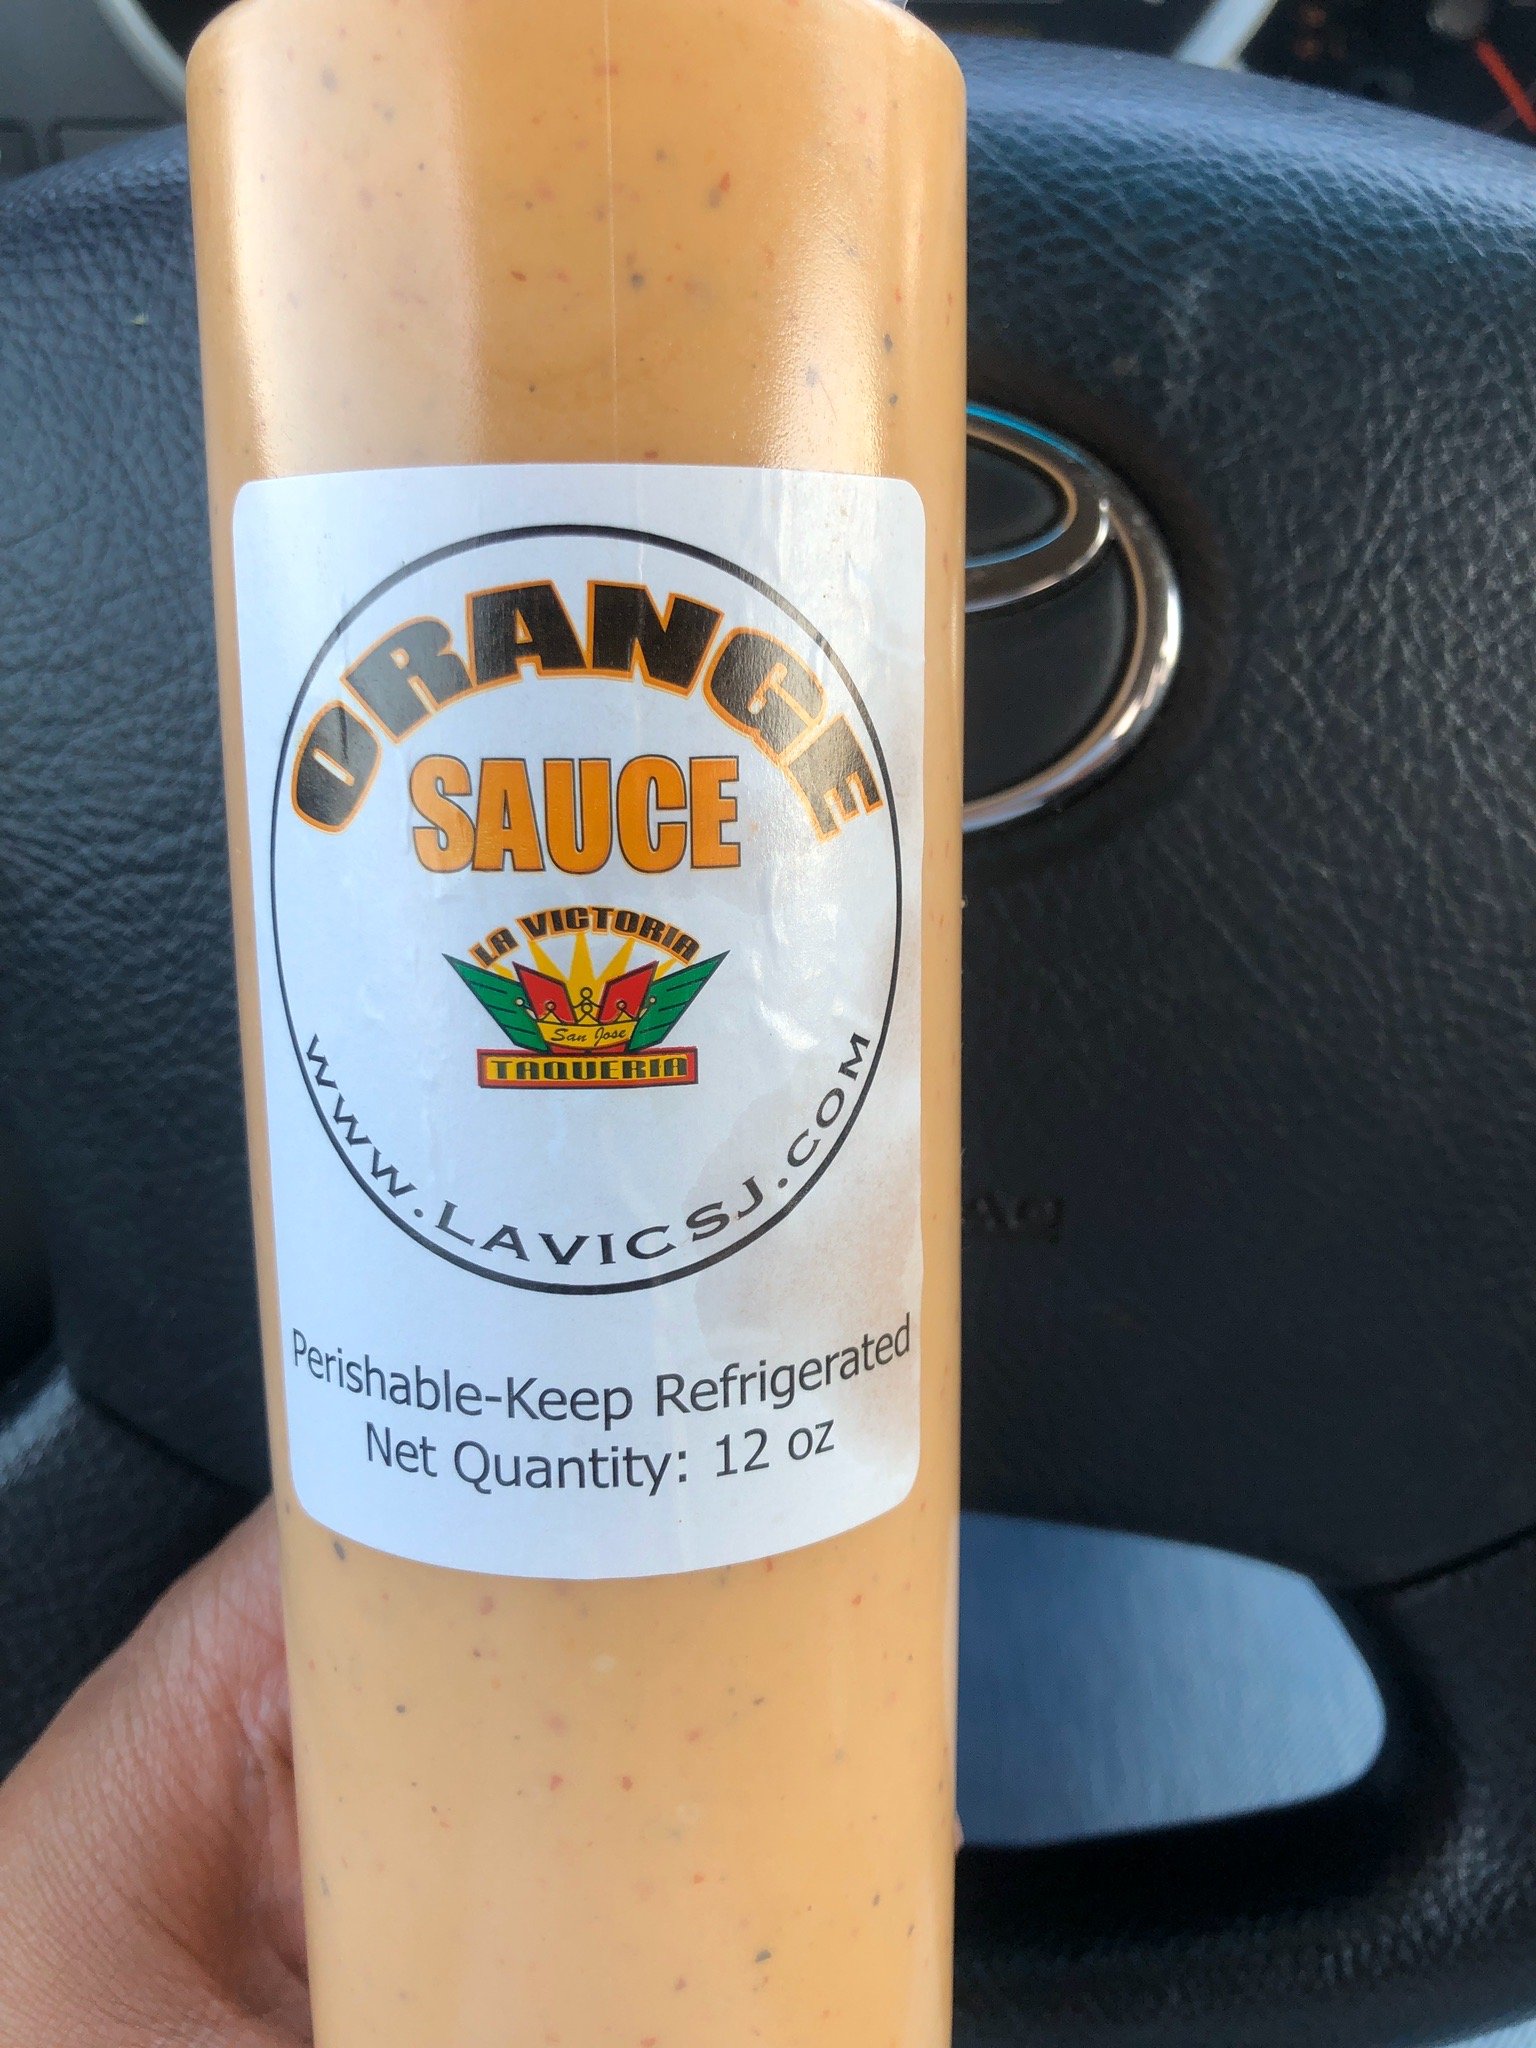 ORANGE
SAUCE
LA VICTORIA
San Jose
TAQUERIA
WWW.LAVICSJ.COM
Perishable-Keep Refrigerated
Net Quantity: 12 oz